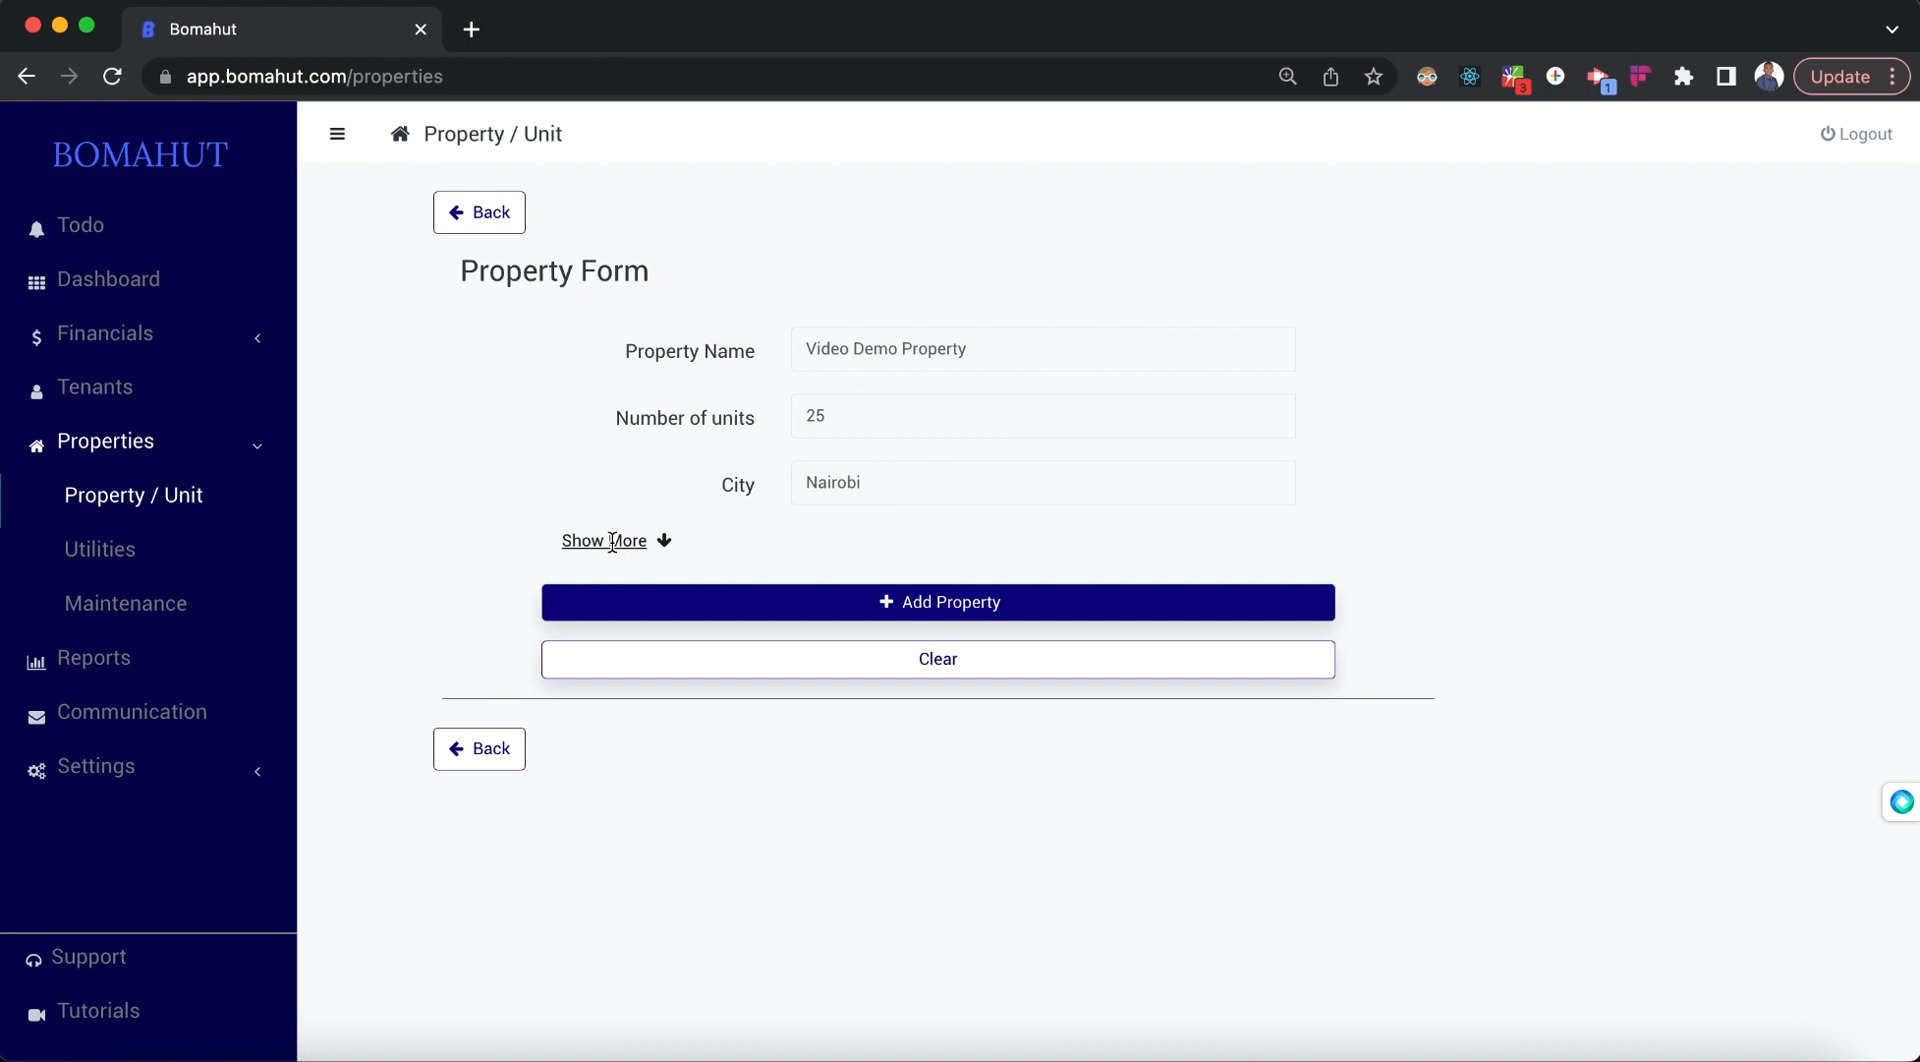 Bomahut
app.bomahut.com/properties
3
1
Update
BOMAHUT
Todo
Dashboard
Financials
Tenants
Properties
Property / Unit
Utilities
Maintenance
Reports
Communication
Settings
Support
Tutorials
Property / Unit
Logout
Back
Property Form
Property Name
Video Demo Property
Number of units
25
City
Nairobi
Show More
Add Property
Clear
Back